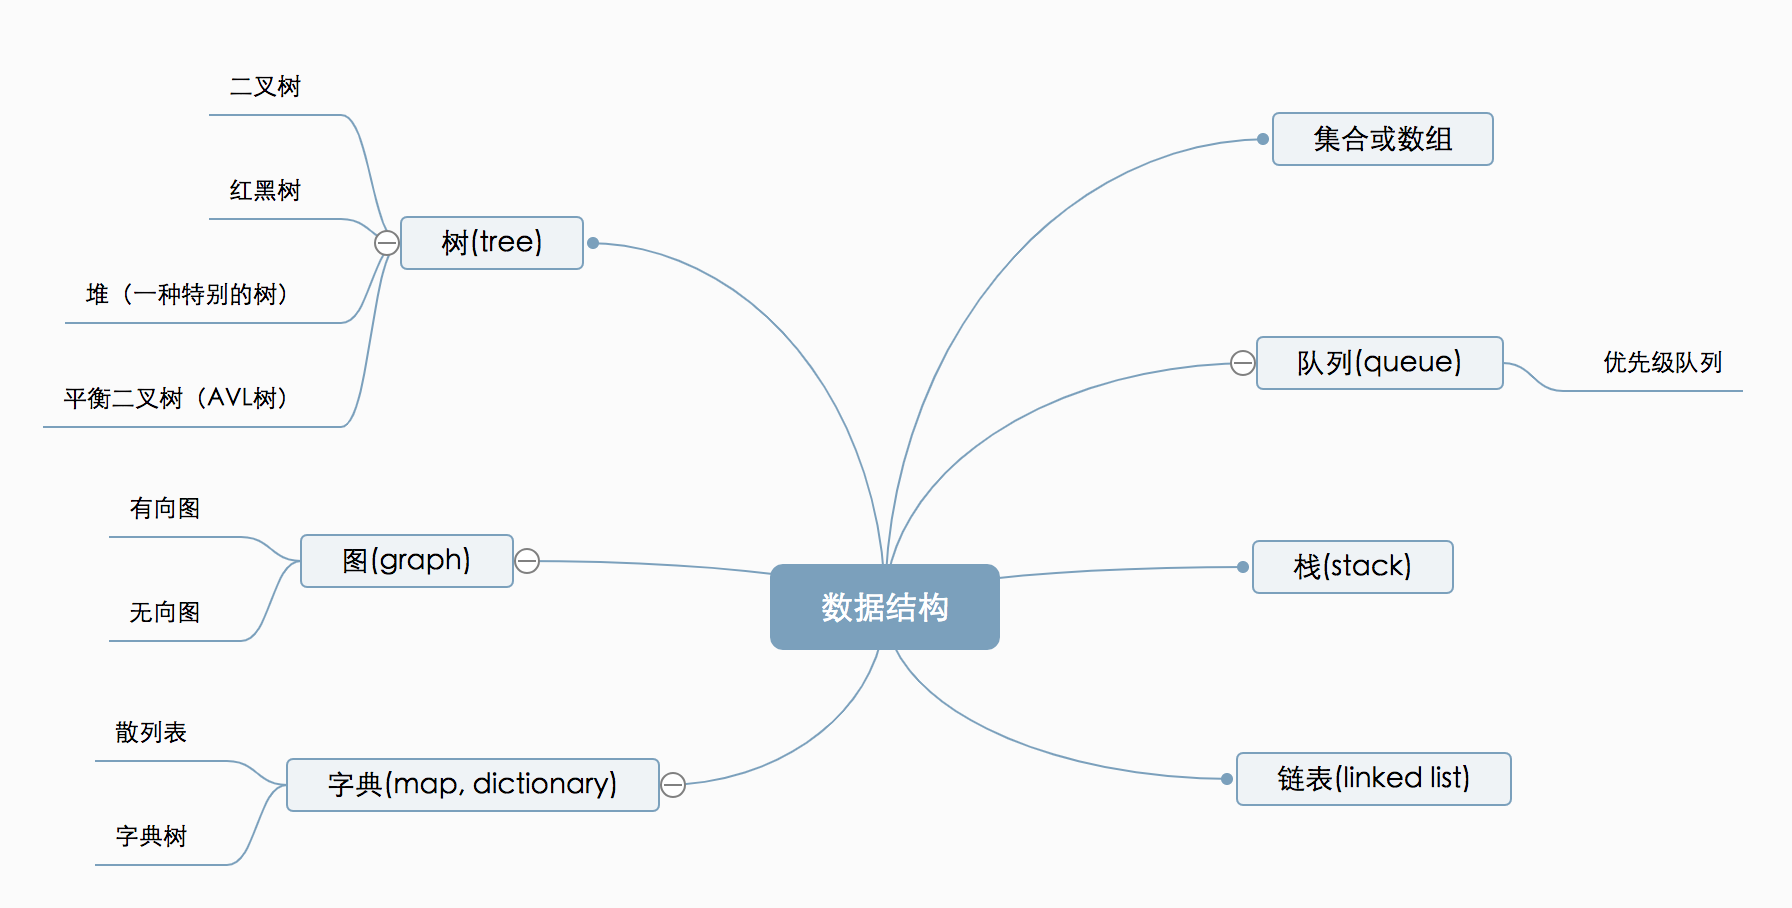 二叉树
红黑树
堆（一种特别的树）
平衡二叉树（AVL树）
树(tree)
有向图
无向图
图(graph)
散列表
字典树
字典(map, dictionary)
数据结构
集合或数组
队列(queue)
优先级队列
栈(stack)
链表(linked list)